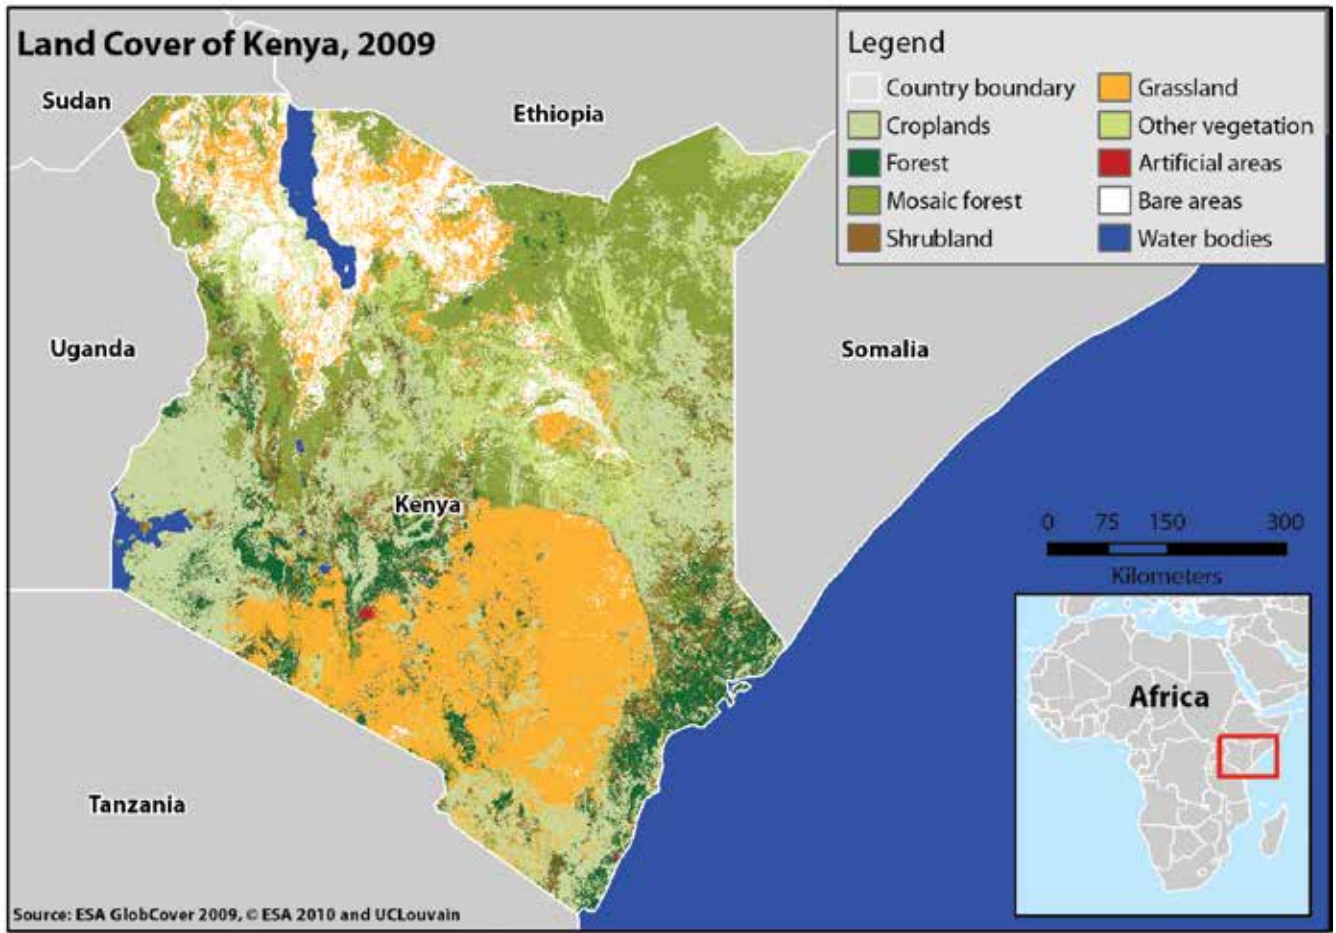 Land Cover of Kenya, 2009
Legend
Country boundary
Croplands
Forest
Mosaic forest
Shrubland
Grassland
Other vegetation
Artificial areas
Bare areas
Water bodies
Sudan
Ethiopia
Uganda
Somalia
Kenya
Tanzania
0 75 150 300
Kilometers
Africa
Source: ESA GlobCover 2009, © ESA 2010 and UCLouvain